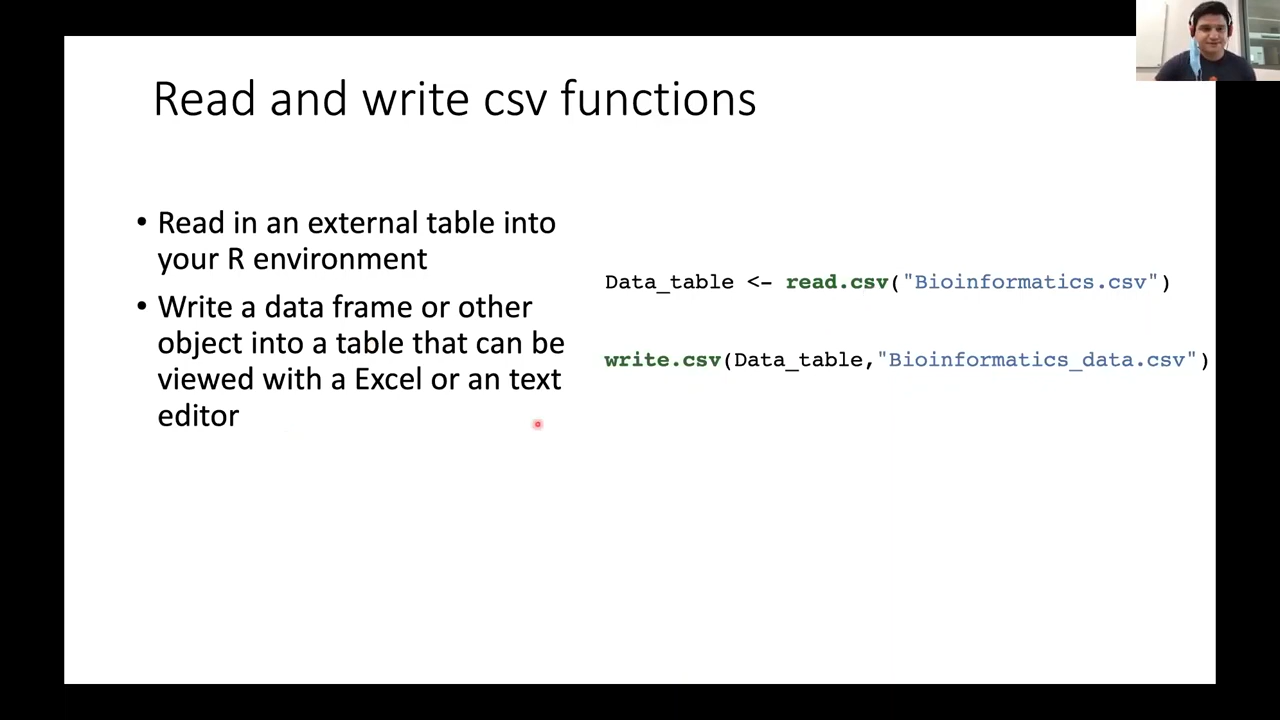 Read and write csv functions
• Read in an external table into
your R environment
• Write a data frame or other
object into a table that can be
viewed with a Excel or an text
editor
Data_table <- read.csv("Bioinformatics.csv")
write.csv(Data_table,"Bioinformatics_data.csv")